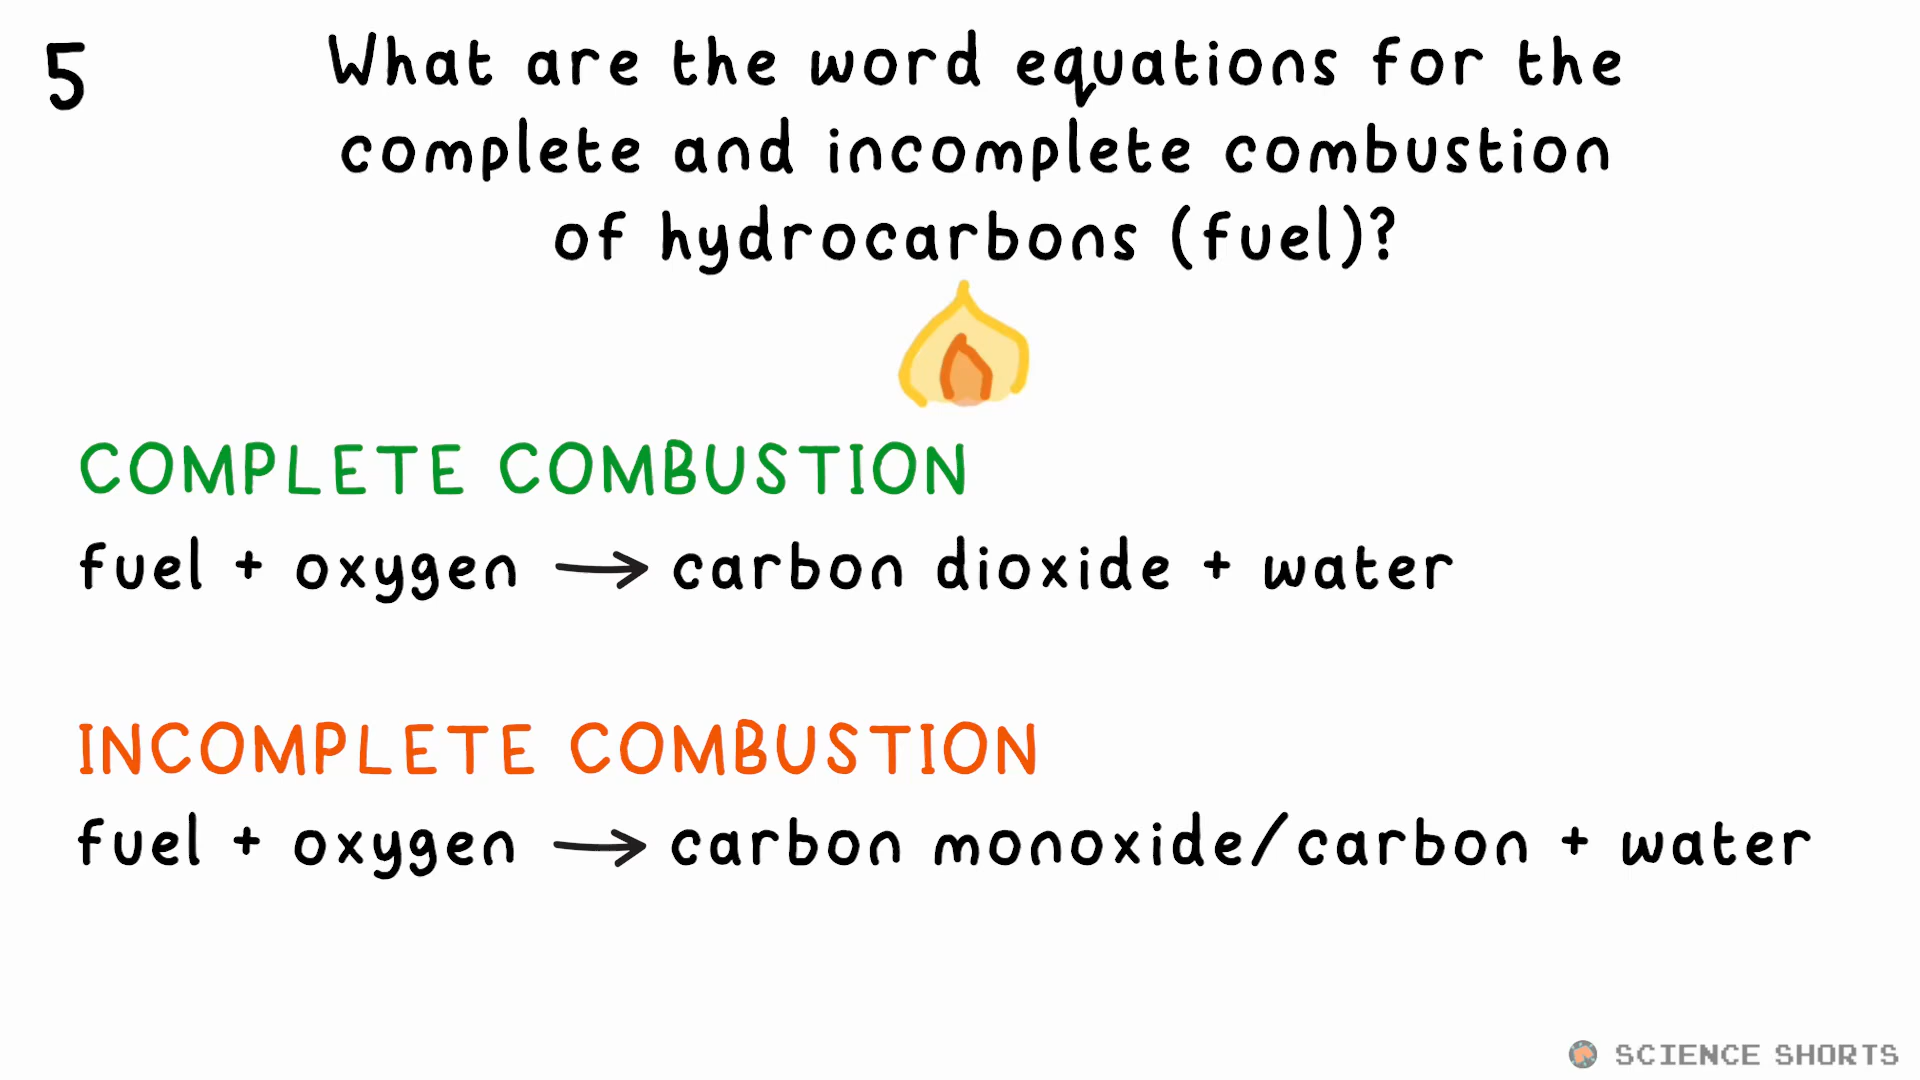 5
What are the word equations for the
complete and incomplete combustion
of hydrocarbons (fuel)?
COMPLETE COMBUSTION
fuel + oxygen → carbon dioxide + water
INCOMPLETE COMBUSTION
fuel + oxygen → carbon monoxide/carbon + water
SCIENCE SHORTS